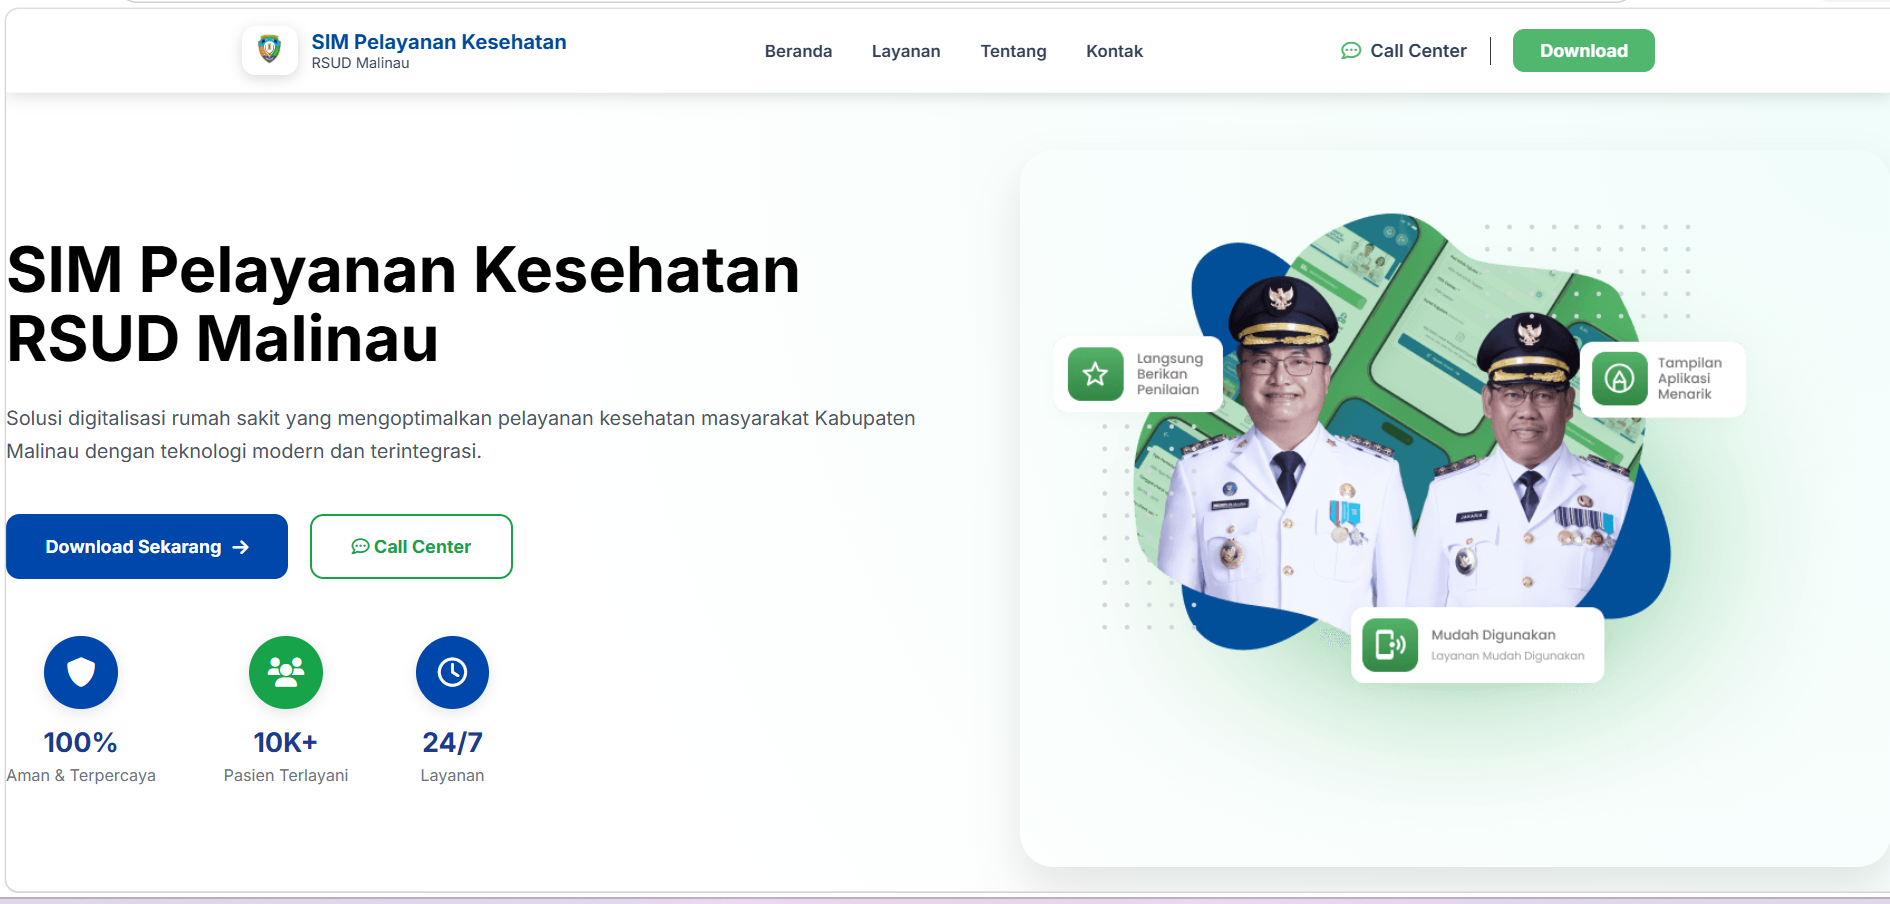 SIM Pelayanan Kesehatan
RSUD Malinau
Beranda
Layanan
Tentang
Kontak
Call Center
Download
SIM Pelayanan Kesehatan
RSUD Malinau
Solusi digitalisasi rumah sakit yang mengoptimalkan pelayanan kesehatan masyarakat Kabupaten
Malinau dengan teknologi modern dan terintegrasi.
Download Sekarang
Call Center
100%
Aman & Terpercaya
10K+
Pasien Terlayani
24/7
Layanan
Langsung
Berikan
Penilaian
Tampilan
Aplikasi
Menarik
JAKARIA
Mudah Digunakan
Layanan Mudah Digunakan